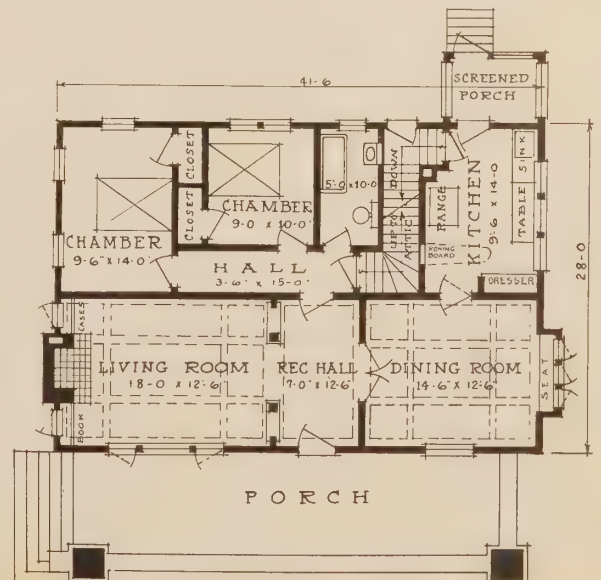 41-6
SCREENED
PORCH
CLOSET
CHAMBER
9-0 x 10-0
CLOSET
5-0 x 10-0
DOWN
UP TO
ATTIC
RANGE
IONING
BOARD
KITCHEN
9-6 x 14-0
SINK
TABLE
DRESSER
28-0
CHAMBER
9-6" x 14-0"
HALL
3-6" x 15-0"
CASES
BOOK
LIVING ROOM
18-0 x 12-6"
REC HALL
7-0" x 12-6"
DINING ROOM
14-6" x 12-6"
SEAT
PORCH